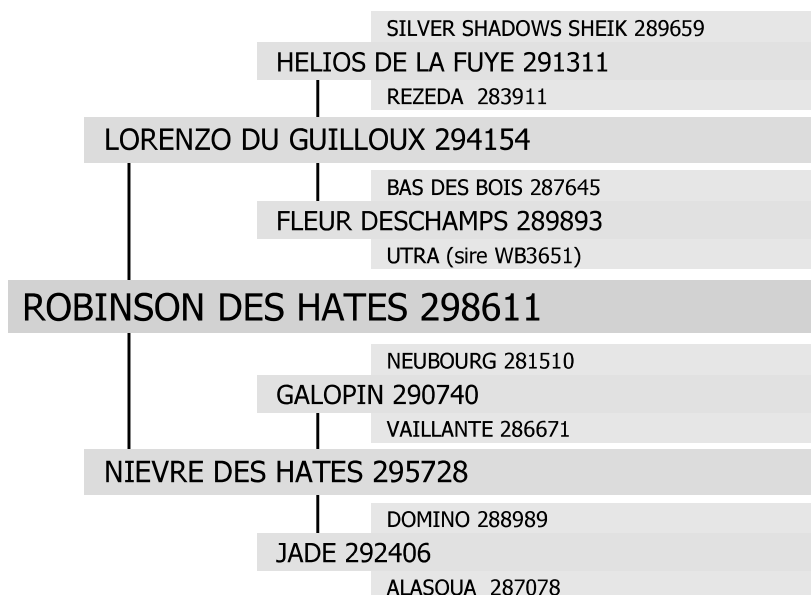 SILVER SHADOWS SHEIK 289659
HELIOS DE LA FUYE 291311
REZEDA 283911
LORENZO DU GUILLOUX 294154
BAS DES BOIS 287645
FLEUR DESCHAMPS 289893
UTRA (sire WB3651)
ROBINSON DES HATES 298611
NEUBOURG 281510
GALOPIN 290740
VAILLANTE 286671
NIEVRE DES HATES 295728
DOMINO 288989
JADE 292406
ALASQUA 287078